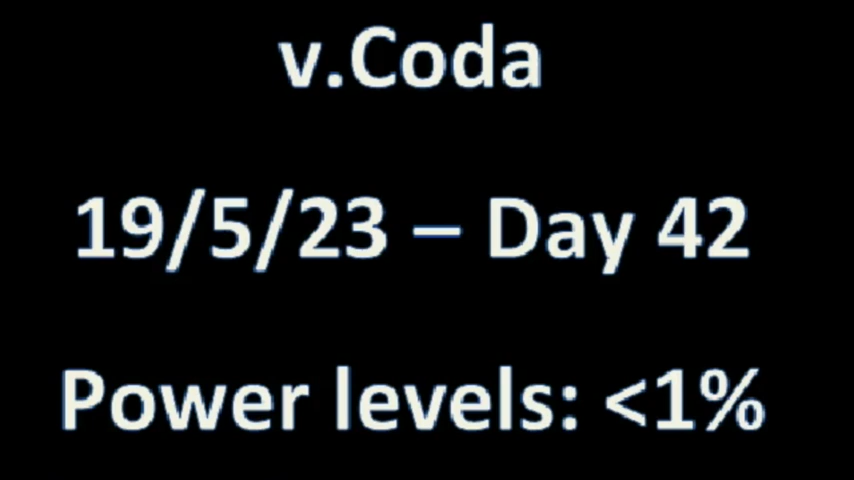 v.Coda
19/5/23 – Day 42
Power levels: <1%